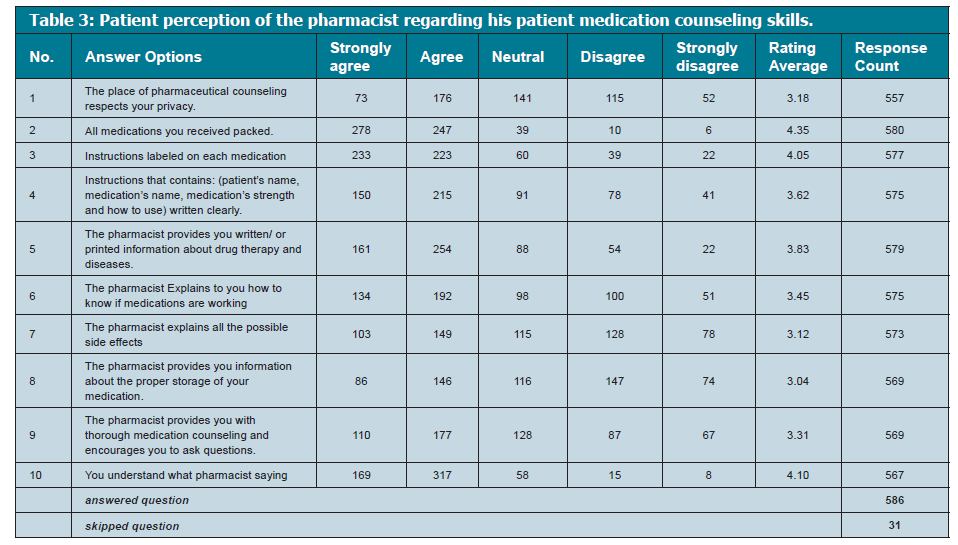 Table 3: Patient perception of the pharmacist regarding his patient medication counseling skills.
No. Answer Options Strongly agree Agree Neutral Disagree Strongly disagree Rating Average Response Count
1 The place of pharmaceutical counseling respects your privacy. 73 176 141 115 52 3.18 557
2 All medications you received packed. 278 247 39 10 6 4.35 580
3 Instructions labeled on each medication 233 223 60 39 22 4.05 577
4 Instructions that contains: (patient's name, medication's name, medication's strength and how to use) written clearly. 150 215 91 78 41 3.62 575
5 The pharmacist provides you written/ or printed information about drug therapy and diseases. 161 254 88 54 22 3.83 579
6 The pharmacist Explains to you how to know if medications are working 134 192 98 100 51 3.45 575
7 The pharmacist explains all the possible side effects 103 149 115 128 78 3.12 573
8 The pharmacist provides you information about the proper storage of your medication. 86 146 116 147 74 3.04 569
9 The pharmacist provides you with thorough medication counseling and encourages you to ask questions. 110 177 128 87 67 3.31 569
10 You understand what pharmacist saying 169 317 58 15 8 4.10 567
answered question 586
skipped question 31